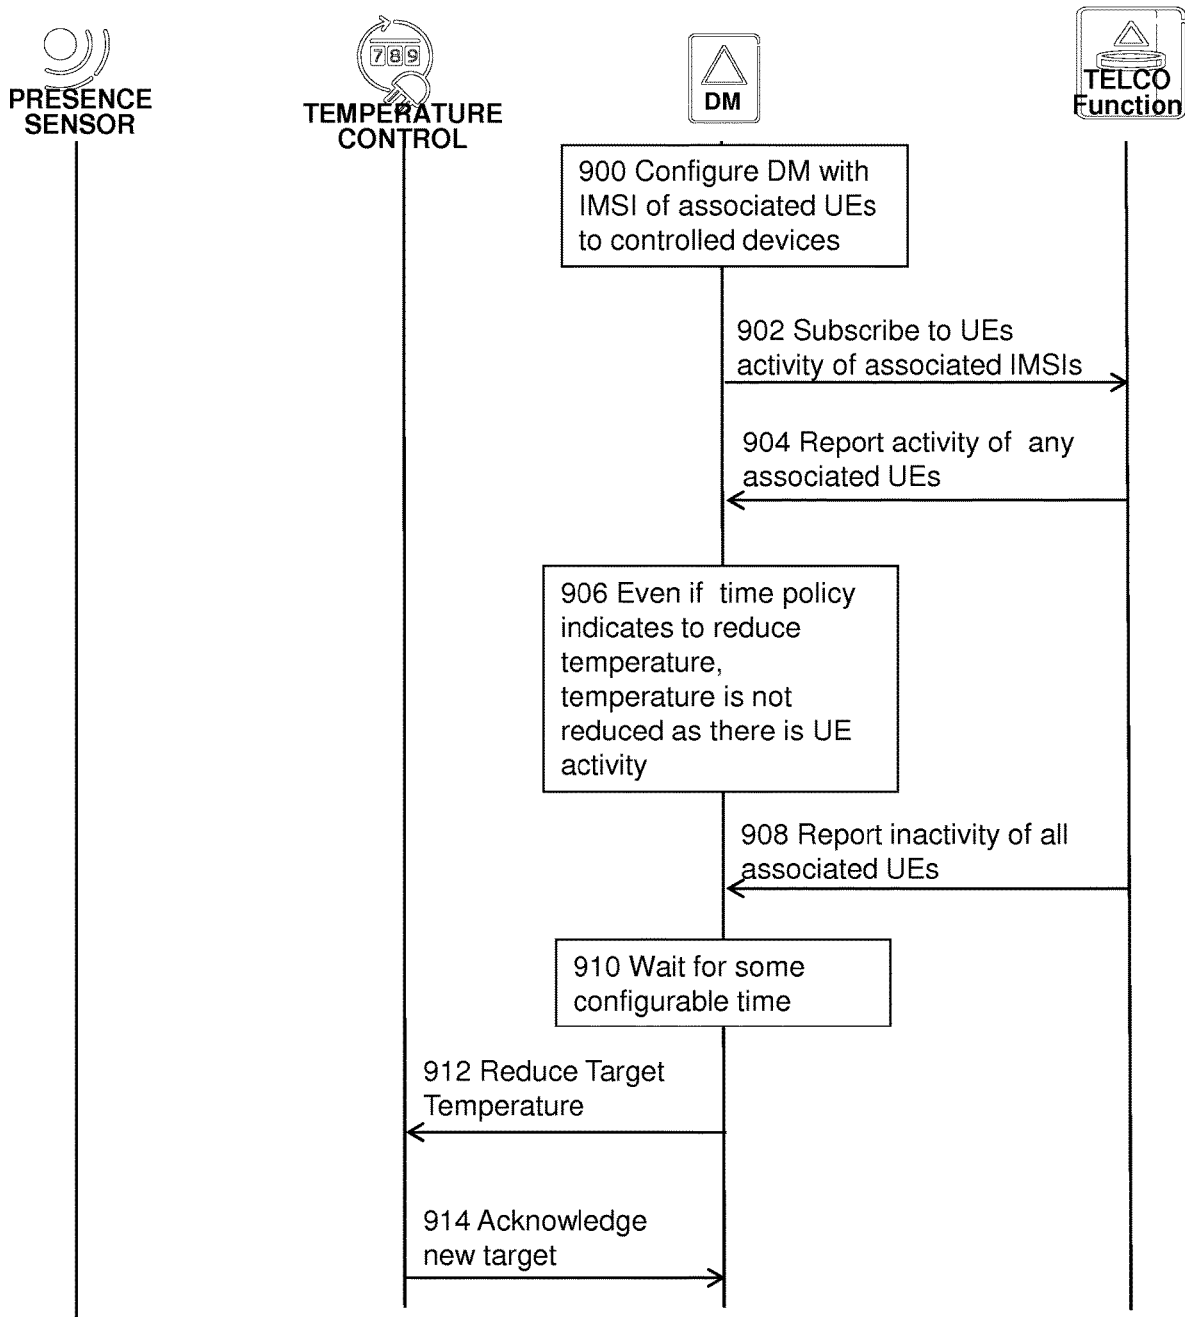 789
PRESENCE
SENSOR
TEMPERATURE
CONTROL
DM
TELCO
Function
900 Configure DM with
IMSI of associated UEs
to controlled devices
902 Subscribe to UEs
activity of associated IMSIs
904 Report activity of any
associated UEs
906 Even if time policy
indicates to reduce
temperature,
temperature is not
reduced as there is UE
activity
908 Report inactivity of all
associated UEs
910 Wait for some
configurable time
912 Reduce Target
Temperature
914 Acknowledge
new target